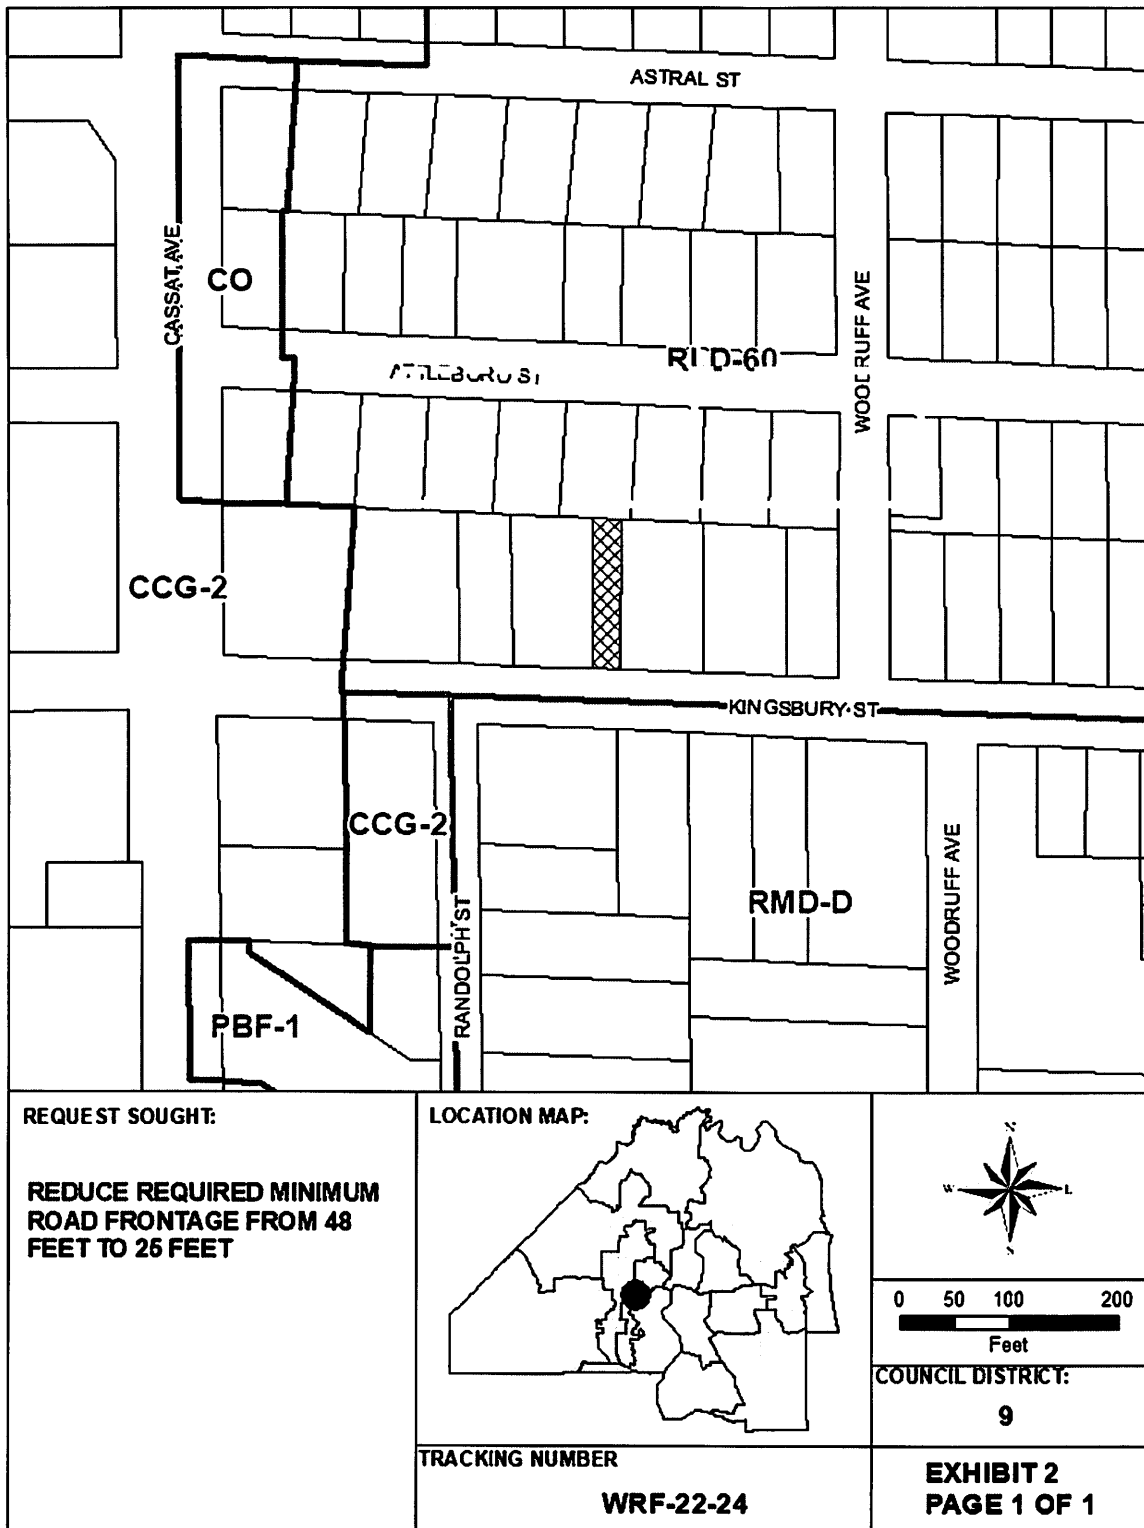 ASTRAL ST
CASSAT AVE
CO
WOODRUFF AVE
CCG-2
KINGSBURY ST
CCG-2
RANDOLPH ST
RMD-D
WOODRUFF AVE
PBF-1
REQUEST SOUGHT:
REDUCE REQUIRED MINIMUM
ROAD FRONTAGE FROM 48
FEET TO 25 FEET
LOCATION MAP:
N
W
S
0 50 100 200
Feet
COUNCIL DISTRICT:
9
TRACKING NUMBER
WRF-22-24
EXHIBIT 2
PAGE 1 OF 1